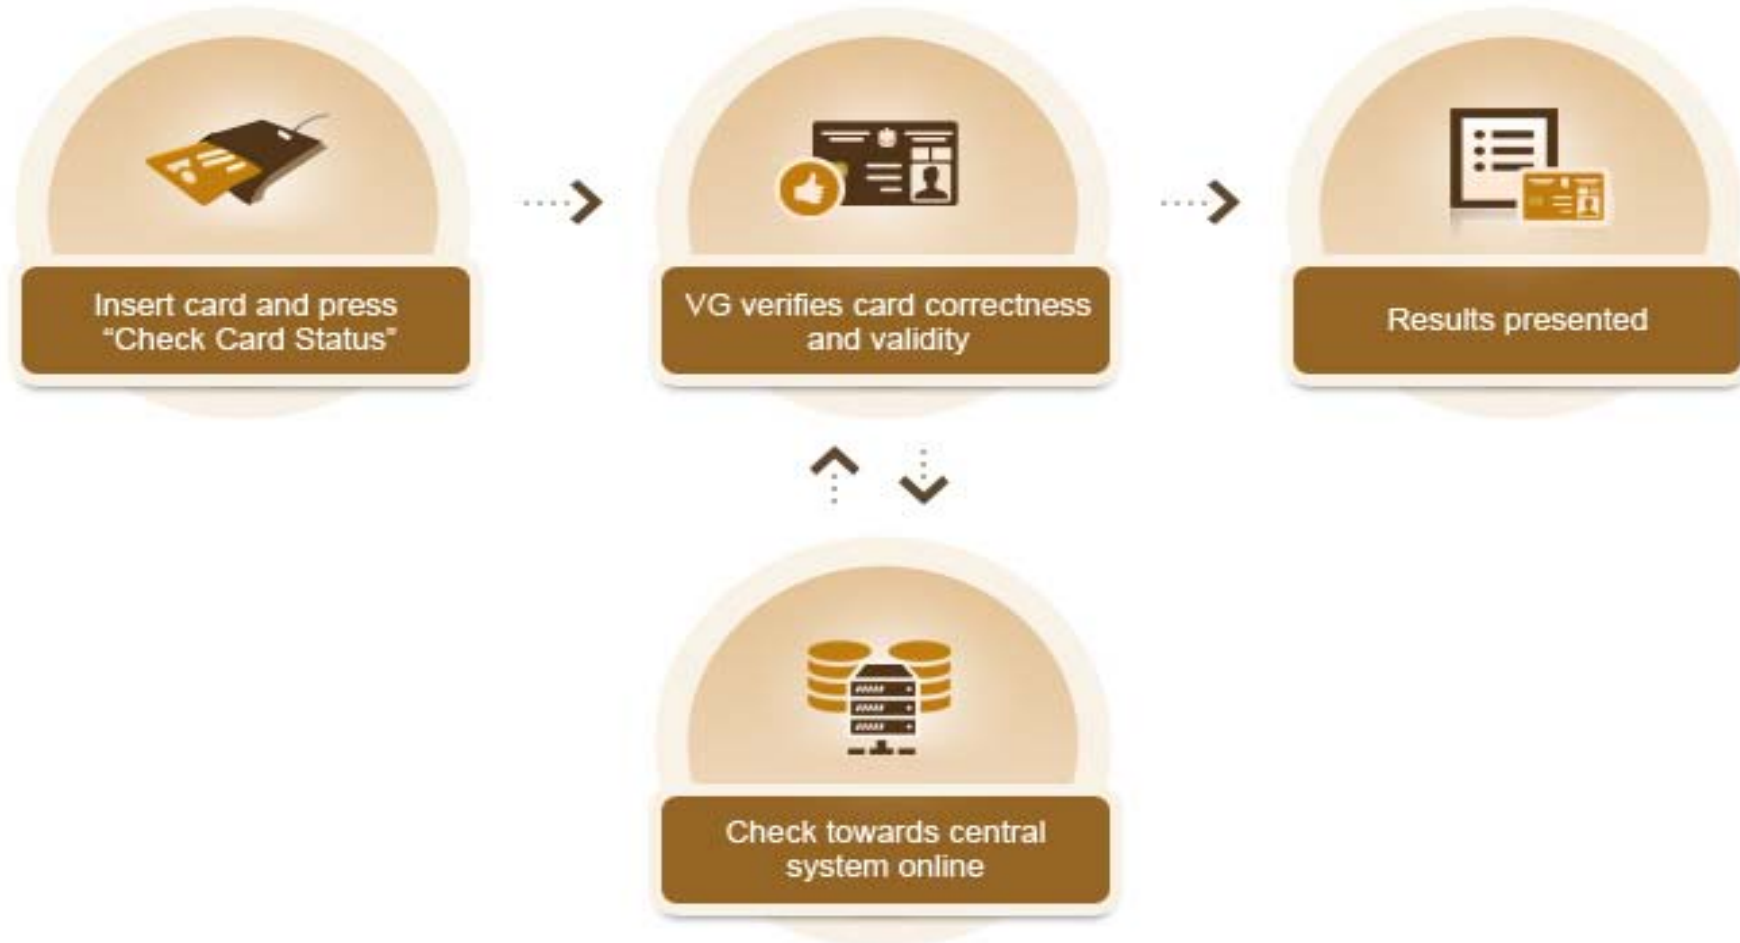 Insert card and press
“Check Card Status”
VG verifies card correctness
and validity
Results presented
Check towards central
system online